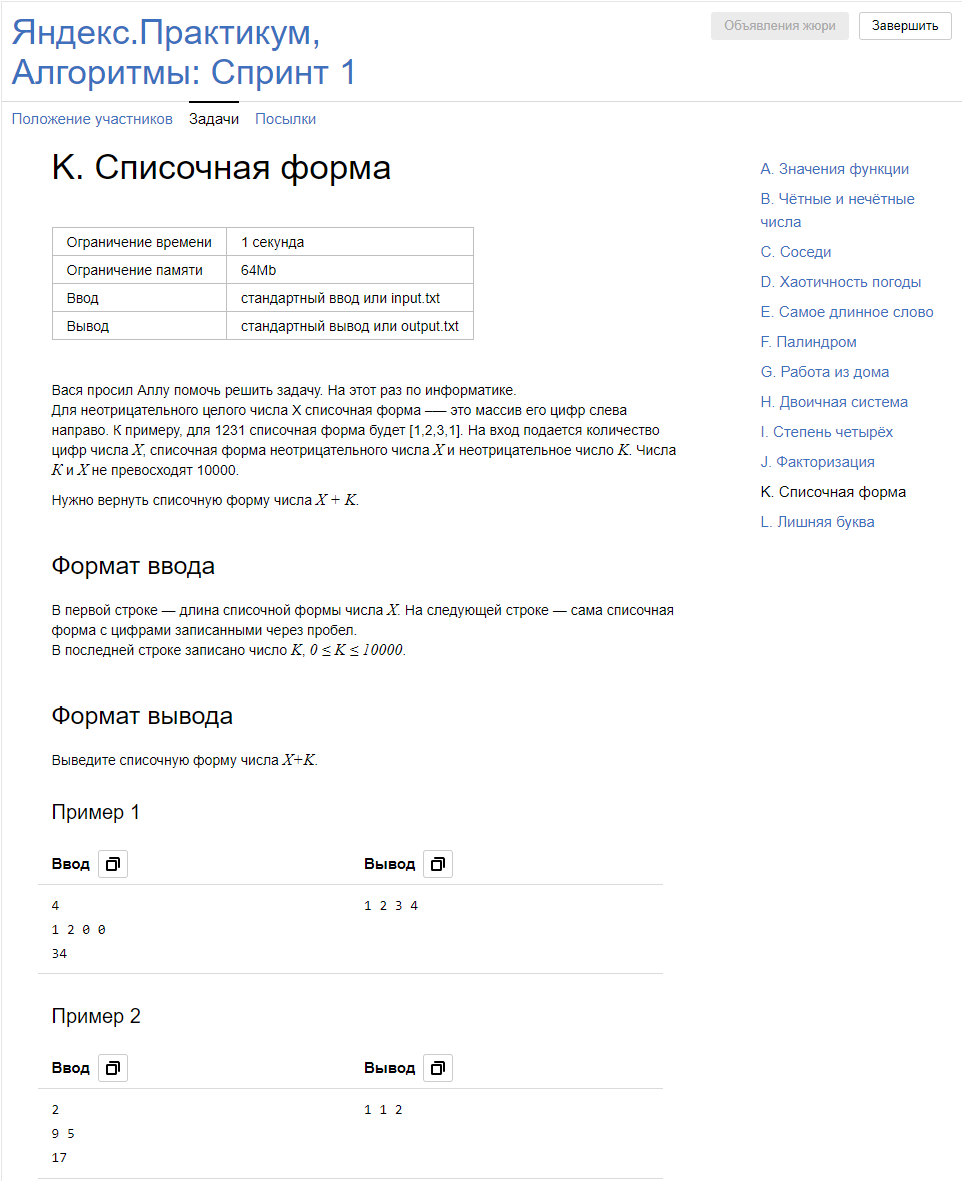 Яндекс.Практикум,
Алгоритмы: Спринт 1
Объявления жюри
Завершить
Положение участников
Задачи
Посылки
K. Списочная форма
Ограничение времени 1 секунда
Ограничение памяти 64Mb
Ввод стандартный ввод или input.txt
Вывод стандартный вывод или output.txt
Вася просил Аллу помочь решить задачу. На этот раз по информатике.
Для неотрицательного целого числа X списочная форма –— это массив его цифр слева
направо. К примеру, для 1231 списочная форма будет [1,2,3,1]. На вход подается количество
цифр числа X, списочная форма неотрицательного числа X и неотрицательное число K. Числа
K и X не превосходят 10000.
Нужно вернуть списочную форму числа X + K.
Формат ввода
В первой строке — длина списочной формы числа X. На следующей строке — сама списочная
форма с цифрами записанными через пробел.
В последней строке записано число K, 0 ≤ K ≤ 10000.
Формат вывода
Выведите списочную форму числа X+K.
Пример 1
Ввод
Вывод
4
1 2 0 0
34
1 2 3 4
Пример 2
Ввод
Вывод
2
9 5
17
1 1 2
A. Значения функции
B. Чётные и нечётные
числа
C. Соседи
D. Хаотичность погоды
E. Самое длинное слово
F. Палиндром
G. Работа из дома
H. Двоичная система
I. Степень четырёх
J. Факторизация
K. Списочная форма
L. Лишняя буква